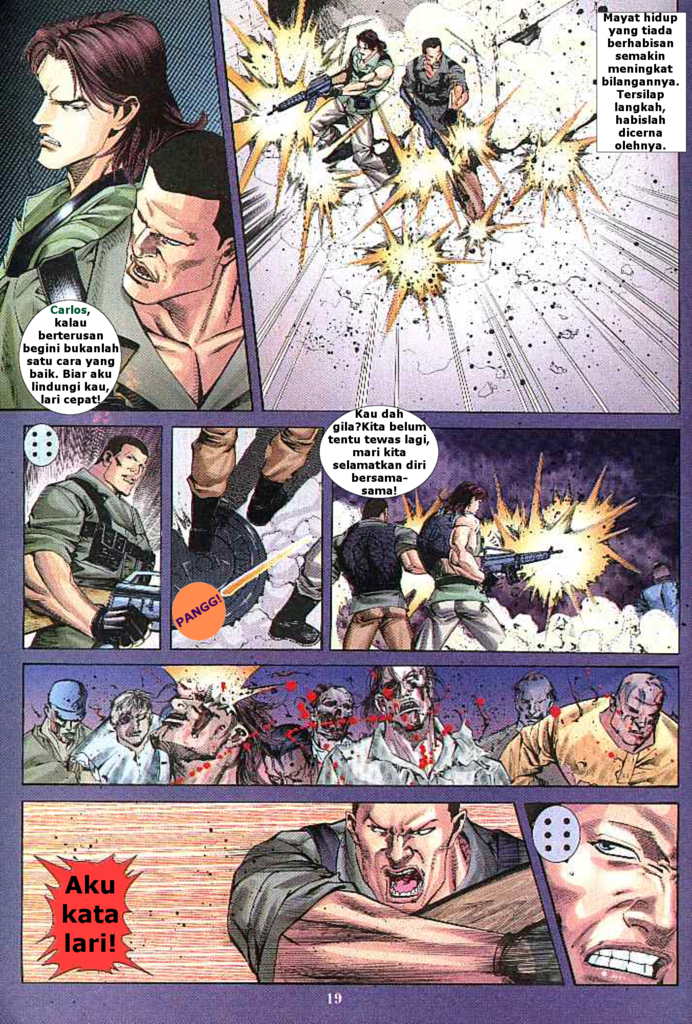 Mayat hidup
yang tiada
berhabisan
semakin
meningkat
bilangannya.
Tersilap
langkah,
habislah
dicerna
olehnya.
Carlos,
kalau
berterusan
begini bukanlah
satu cara yang
baik. Biar aku
lindungi kau,
lari cepat!
Kau dah
gila?Kita belum
tentu tewas lagi,
mari kita
selamatkan diri
bersama-
sama!
PANGG!
Aku
kata
lari!
19